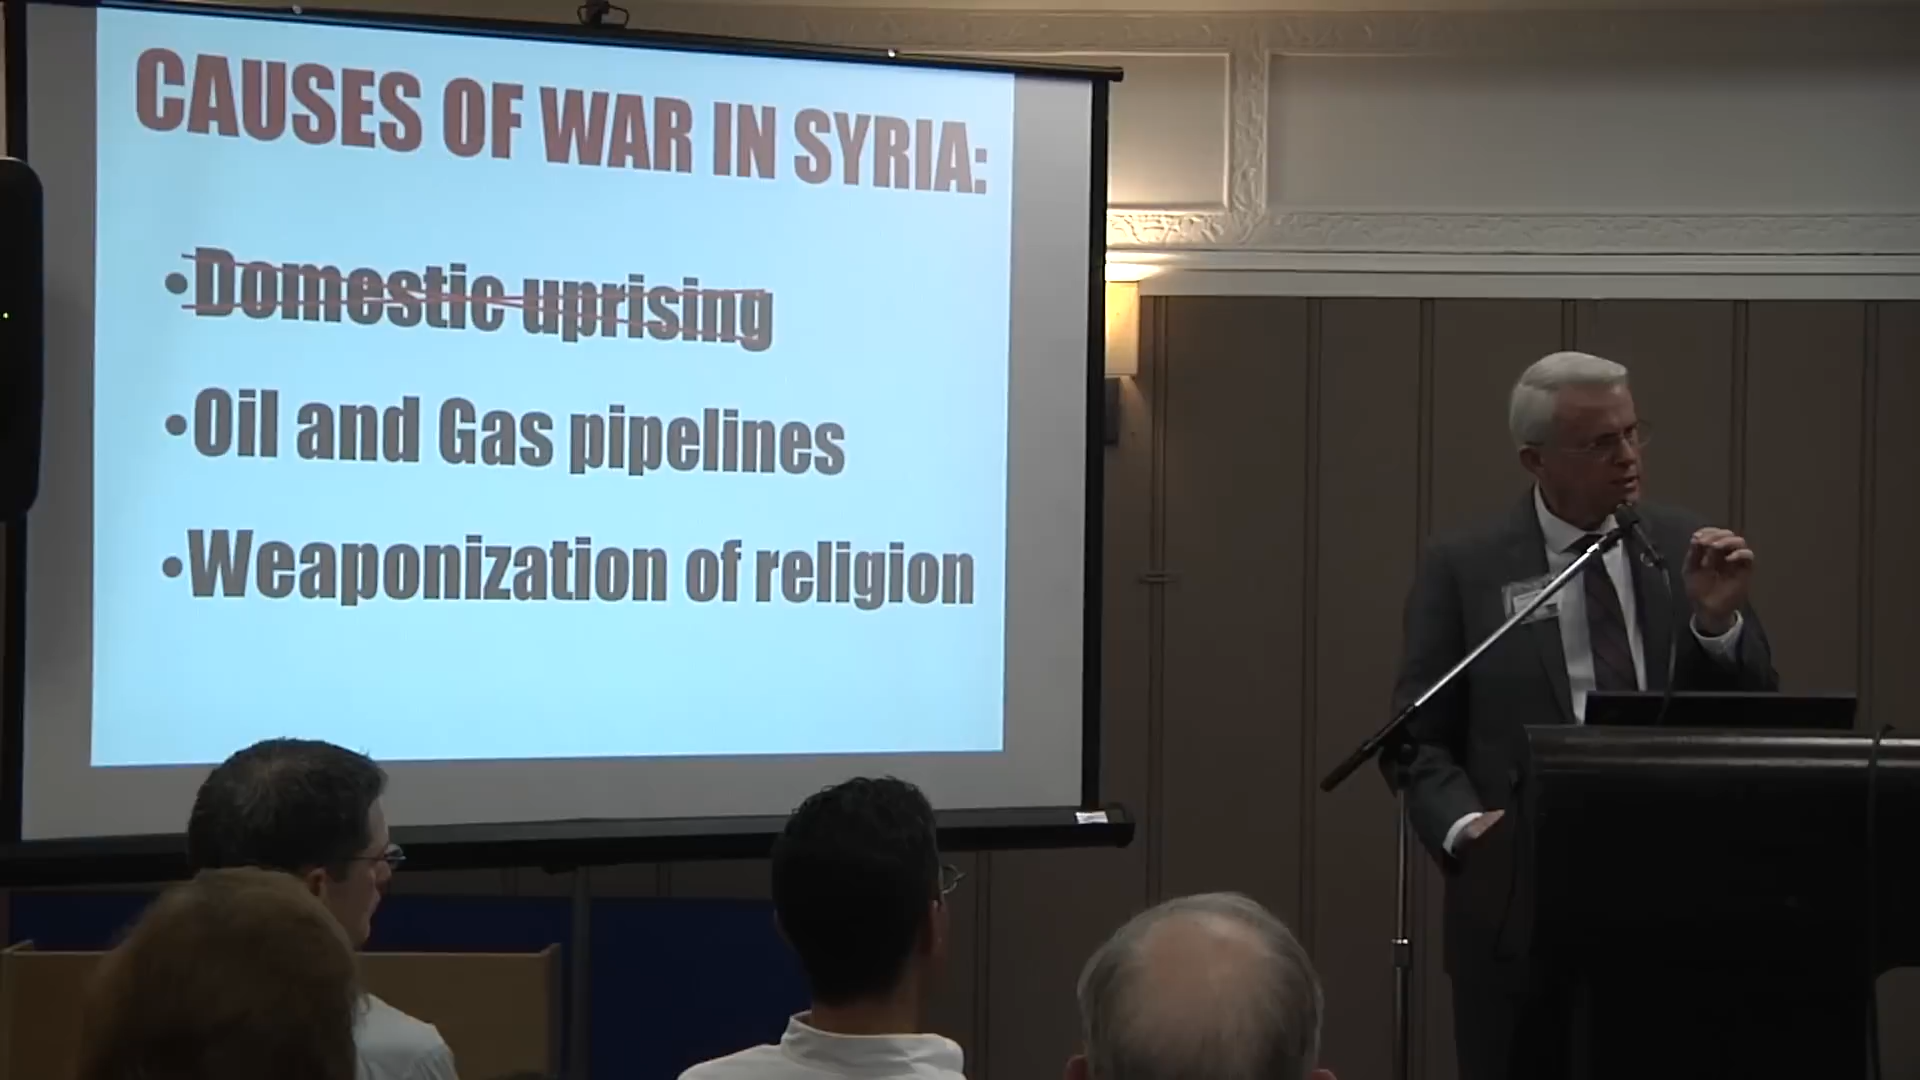 CAUSES OF WAR IN SYRIA:
•Domestic uprising
•Oil and Gas pipelines
•Weaponization of religion